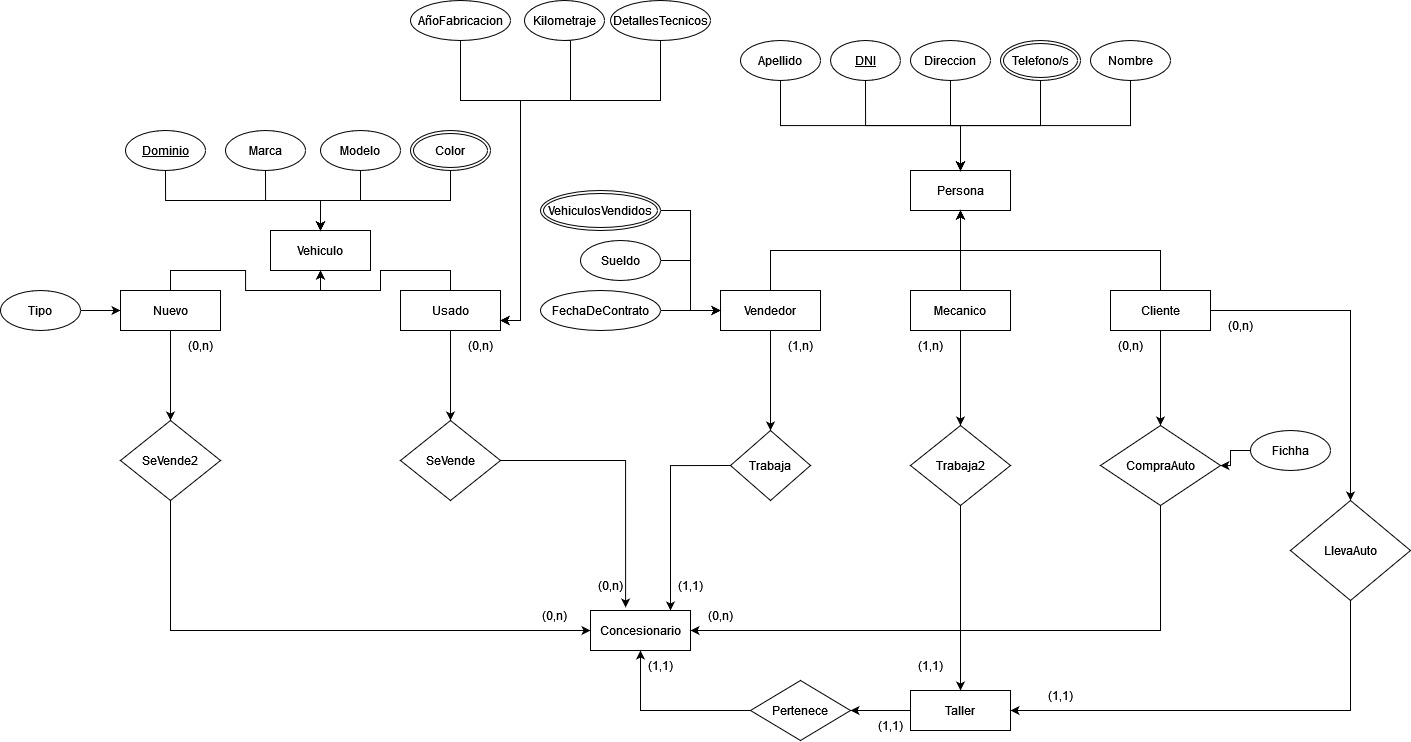 AñoFabricacion
Kilometraje
DetallesTecnicos
Apellido
DNI
Direccion
Telefono/s
Nombre
Dominio
Marca
Modelo
Color
Persona
VehiculosVendidos
Vehiculo
Sueldo
Tipo
Nuevo
Usado
FechaDeContrato
Vendedor
Mecanico
Cliente
(0,n)
(0,n)
(0,n)
(1,n)
(1,n)
(0,n)
SeVende2
SeVende
Trabaja
Trabaja2
CompraAuto
Fichha
LlevaAuto
(0,n)
(1,1)
(0,n)
(0,n)
Concesionario
(1,1)
(1,1)
(1,1)
Pertenece
(1,1)
Taller